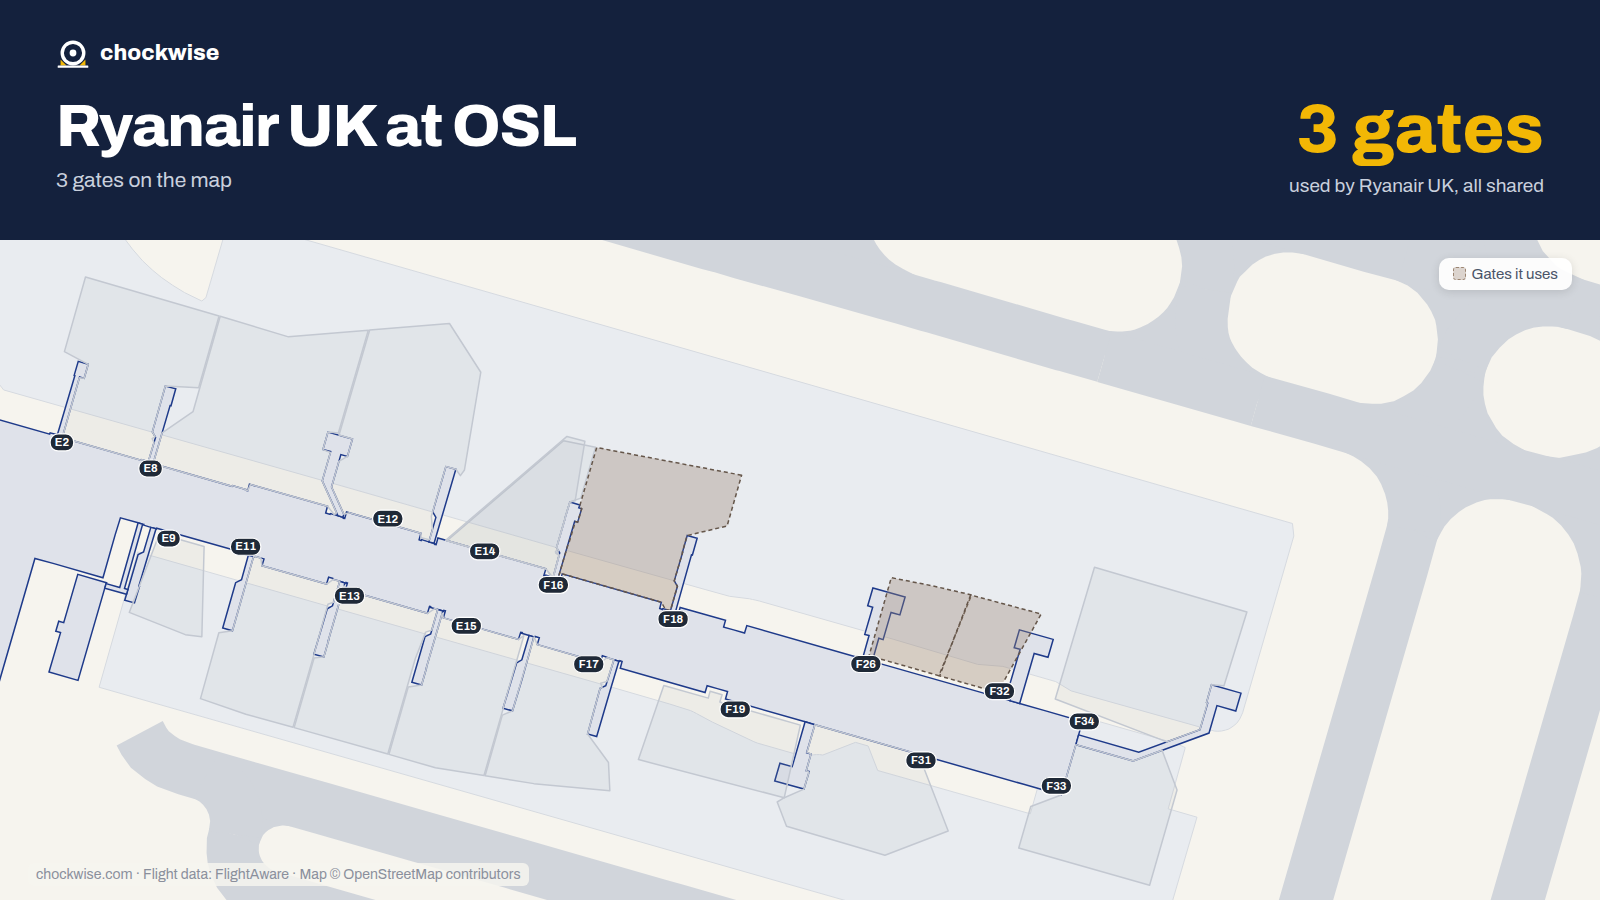 chockwise
Ryanair UK at OSL
3 gates on the map
3 gates
used by Ryanair UK, all shared
Gates it uses
E2
E8
E12
E14
E9
E11
E13
E15
F16
F18
F17
F19
F26
F32
F34
F31
F33
chockwise.com · Flight data: FlightAware · Map © OpenStreetMap contributors